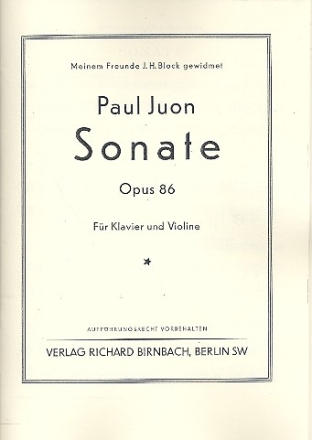 Meinem Freunde J. H. Block gewidmet
Paul Juon
Sonate
Opus 86
Für Klavier und Violine
AUFFÜHRUNGSRECHT VORBEHALTEN
VERLAG RICHARD BIRNBACH, BERLIN SW